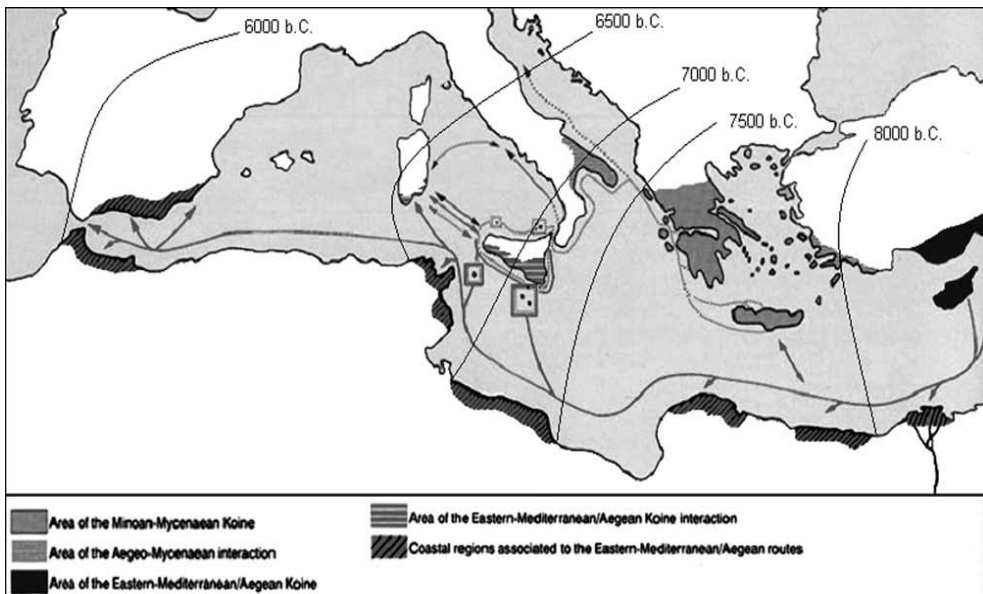 6000 b.C.
6500 b.C.
7000 b.C.
7500 b.C.
8000 b.C.
Area of the Minoan-Mycenaean Koine
Area of the Aegeo-Mycenaean interaction
Area of the Eastern-Mediterranean/Aegean Koine
Area of the Eastern-Mediterranean/Aegean Koine interaction
Coastal regions associated to the Eastern-Mediterranean/Aegean routes